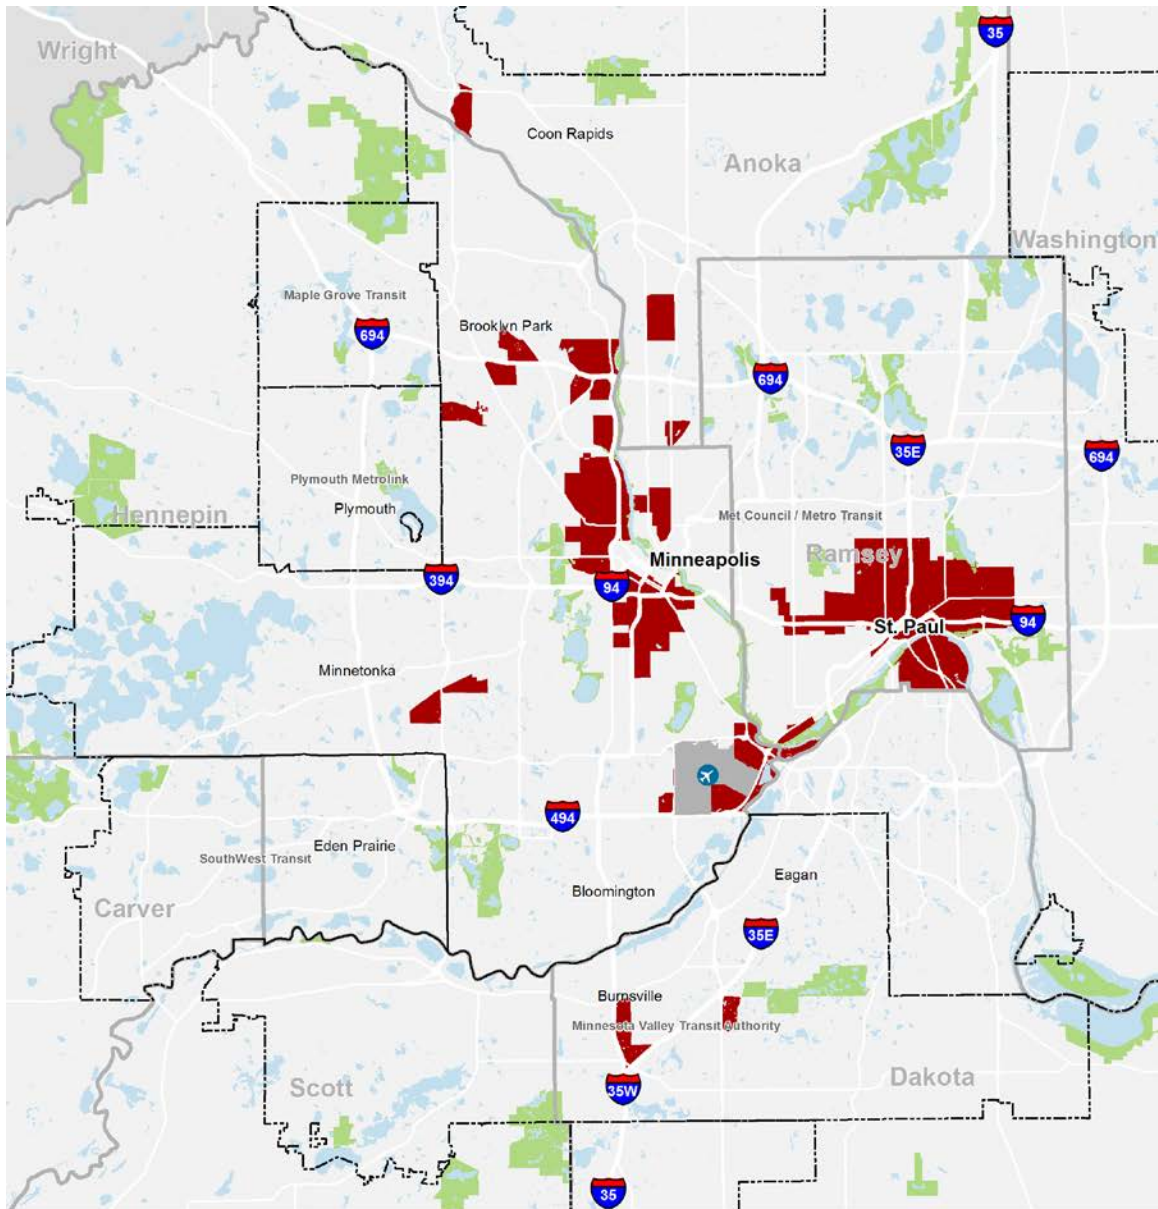 35
Wright
Coon Rapids
Anoka
Washington
Maple Grove Transit
Brooklyn Park
694
694
35E
694
Plymouth Metrolink
Plymouth
Hennepin
Met Council / Metro Transit
Ramsey
Minneapolis
394
94
94
St. Paul
Minnetonka
494
Eden Prairie
SouthWest Transit
Eagan
Bloomington
Carver
35E
Burnsville
Minnesota Valley Transit Authority
Dakota
Scott
35W
35